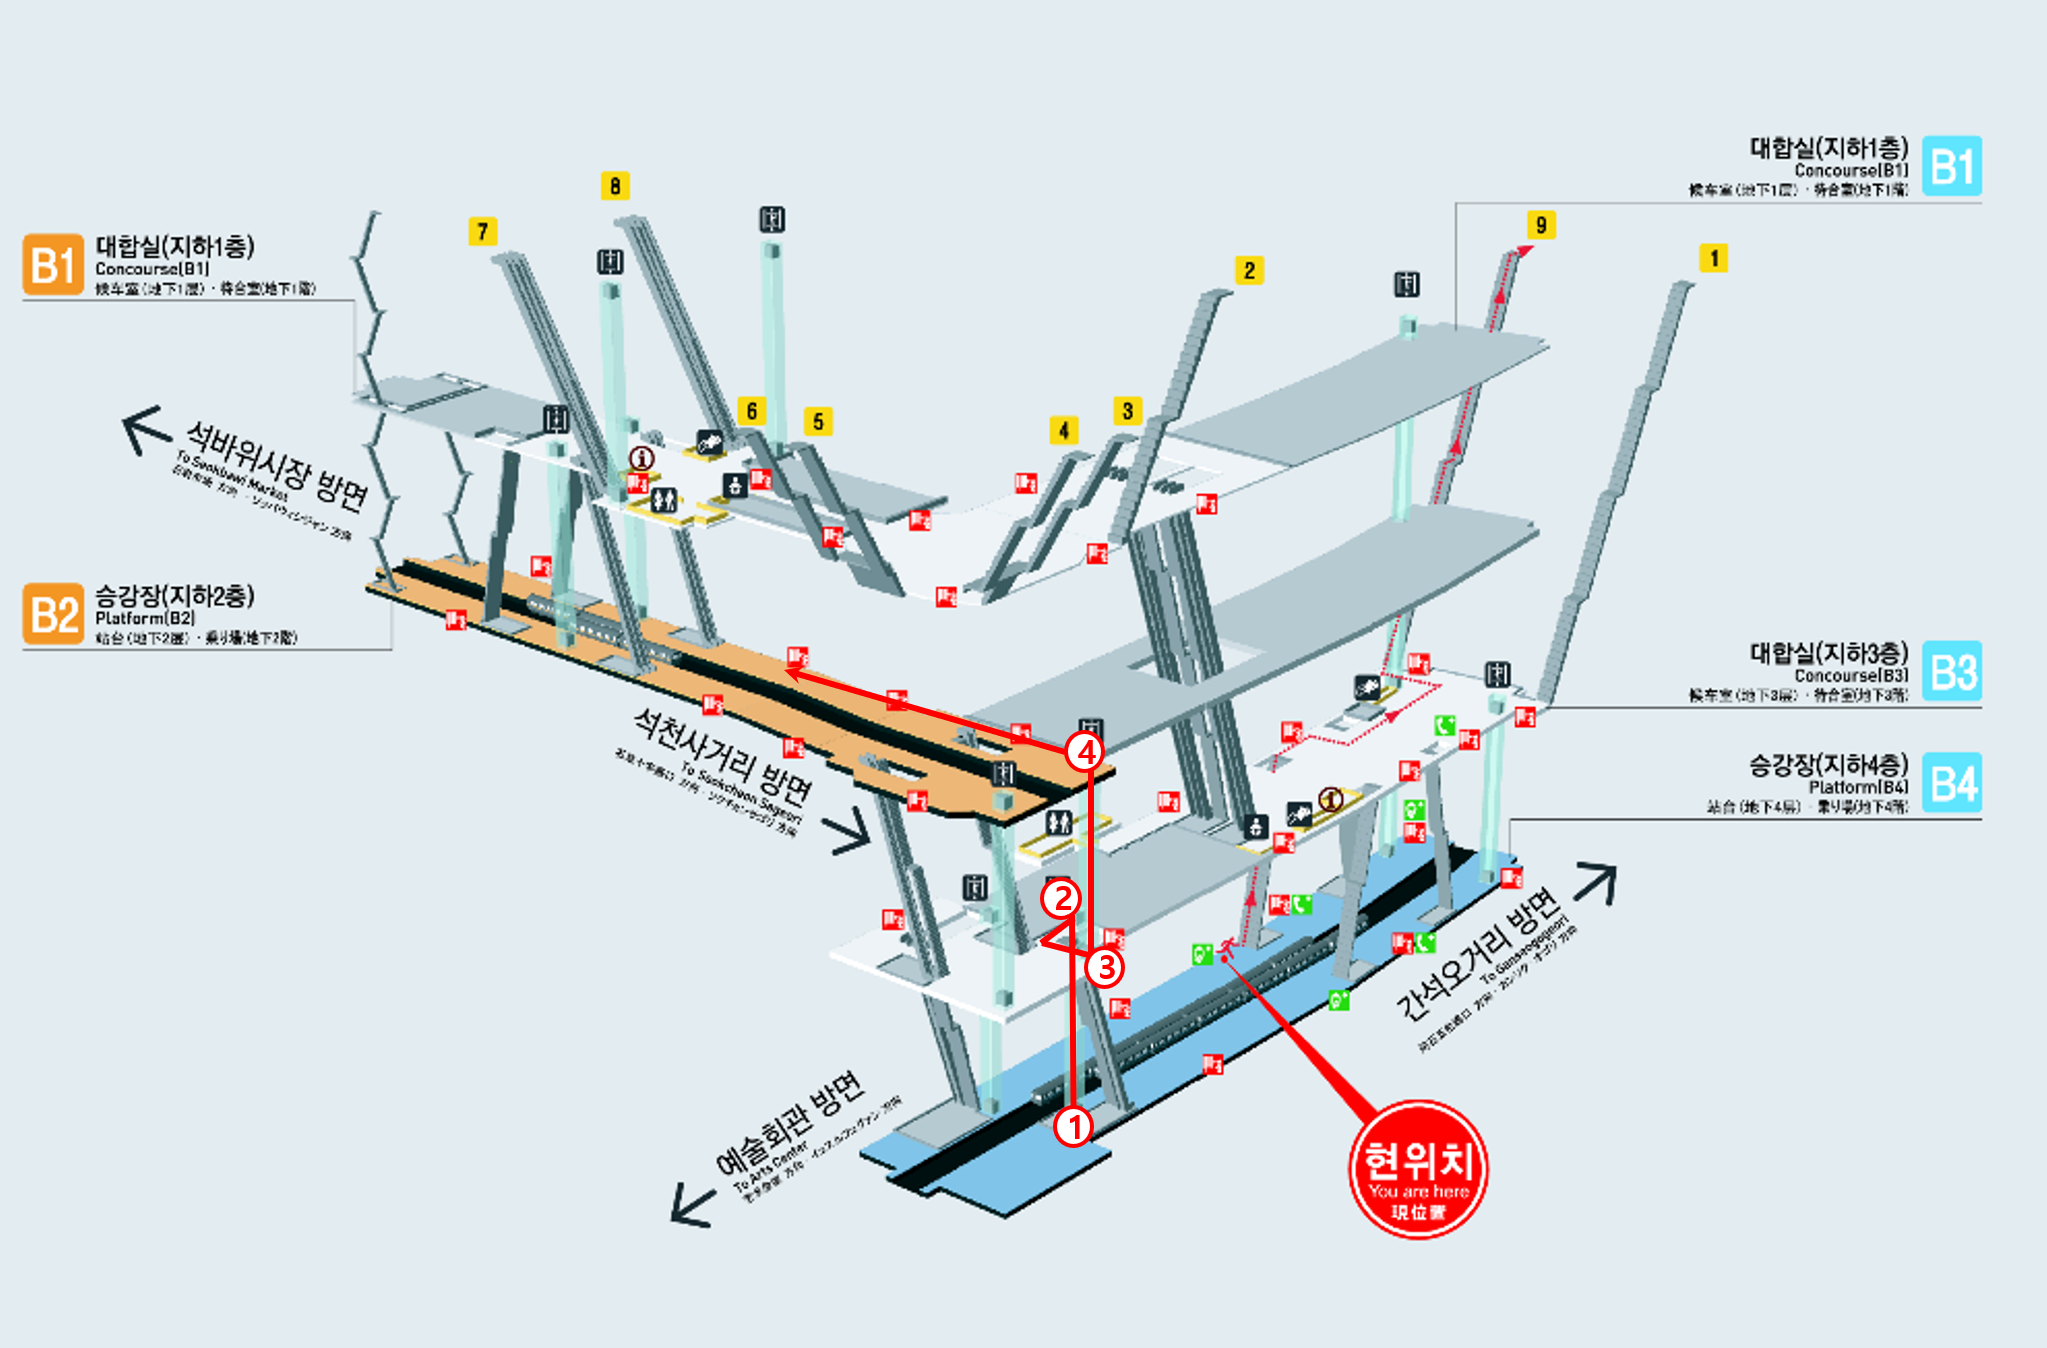 8
7
2
9
1
대합실(지하1층)
Concourse(B1)
候车室(地下1层)·待合室(地下1階)
B1
B1
대합실(지하1층)
Concourse(B1)
候车室(地下1层)·待合室(地下1階)
6
5
4
3
석바위시장 방면
To Seokbawi Market
B2
승강장(지하2층)
Platform(B2)
站台(地下2层)·乗り場(地下2階)
대합실(지하3층)
Concourse(B3)
候车室(地下3层)·待合室(地下3階)
B3
석천사거리 방면
To Seokcheon Sageori
승강장(지하4층)
Platform(B4)
站台(地下4层)·乗り場(地下4階)
B4
④
②
③
①
간석오거리 방면
To Ganseogogeori
예술회관 방면
To Arts Center
현위치
You are here
現位置